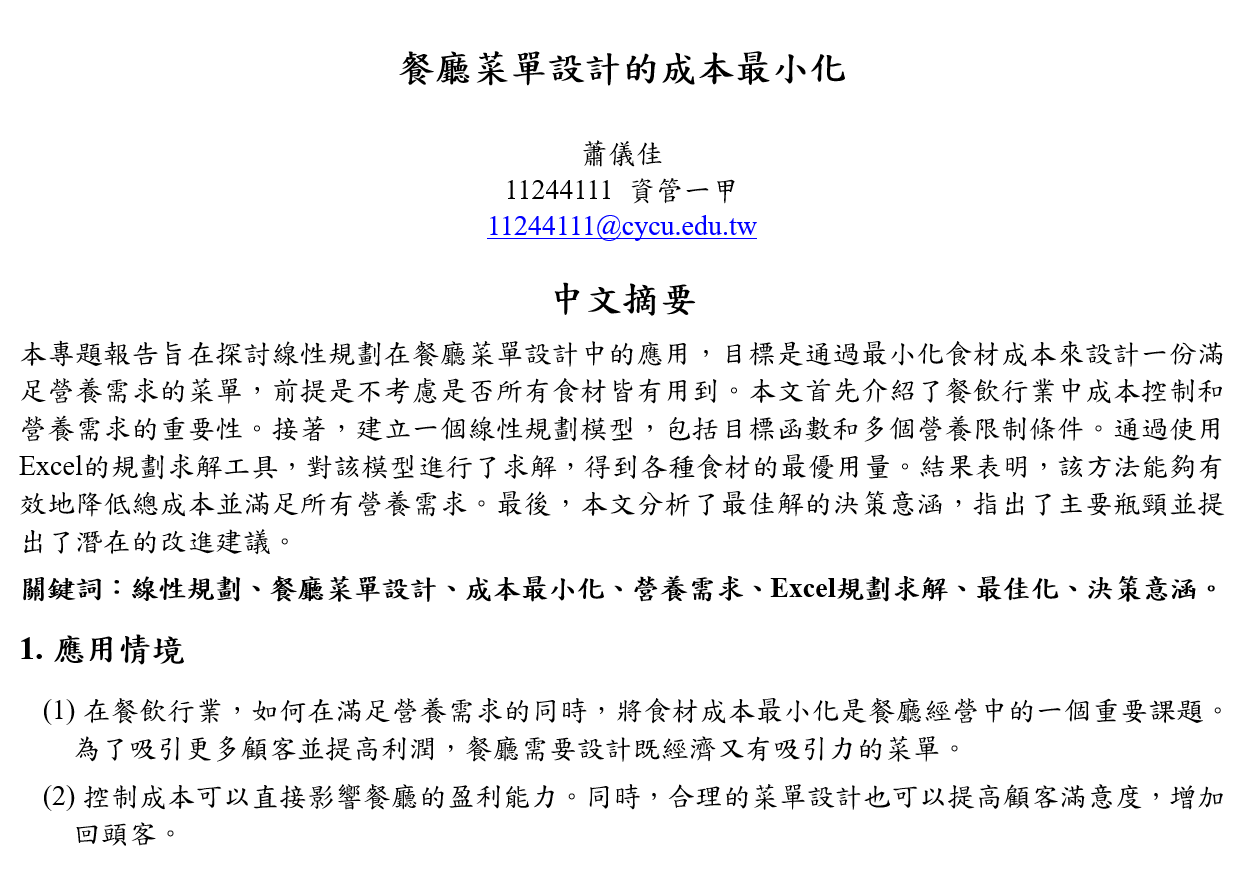 餐廳菜單設計的成本最小化
蕭儀佳
11244111 資管一甲
11244111@cycu.edu.tw
中文摘要
本專題報告旨在探討線性規劃在餐廳菜單設計中的應用，目標是通過最小化食材成本來設計一份滿
足營養需求的菜單，前提是不考慮是否所有食材皆有用到。本文首先介紹了餐飲行業中成本控制和
營養需求的重要性。接著，建立一個線性規劃模型，包括目標函數和多個營養限制條件。通過使用
Excel的規劃求解工具，對該模型進行了求解，得到各種食材的最優用量。結果表明，該方法能夠有
效地降低總成本並滿足所有營養需求。最後，本文分析了最佳解的決策意涵，指出了主要瓶頸並提
出了潛在的改進建議。
關鍵詞：線性規劃、餐廳菜單設計、成本最小化、營養需求、Excel規劃求解、最佳化、決策意涵。
1. 應用情境
(1) 在餐飲行業，如何在滿足營養需求的同時，將食材成本最小化是餐廳經營中的一個重要課題。
為了吸引更多顧客並提高利潤，餐廳需要設計既經濟又有吸引力的菜單。
(2) 控制成本可以直接影響餐廳的盈利能力。同時，合理的菜單設計也可以提高顧客滿意度，增加
回頭客。